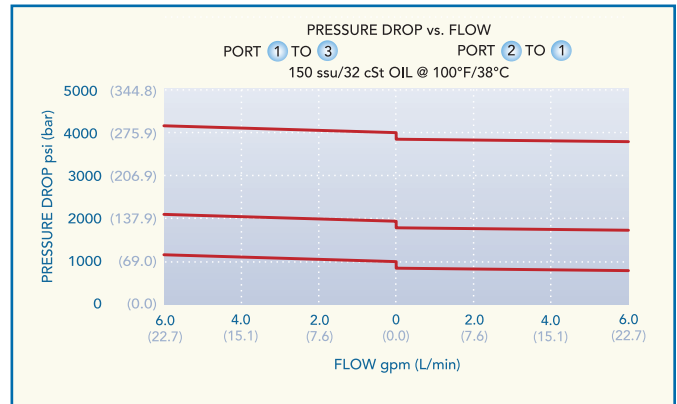 PRESSURE DROP vs. FLOW
PORT 1 TO 3 PORT 2 TO 1
150 ssu/32 cSt OIL @ 100°F/38°C
PRESSURE DROP psi (bar)
5000 (344.8)
4000 (275.9)
3000 (206.9)
2000 (137.9)
1000 (69.0)
0 (0.0)
6.0 4.0 2.0 0 2.0 4.0 6.0
(22.7) (15.1) (7.6) (0.0) (7.6) (15.1) (22.7)
FLOW gpm (L/min)